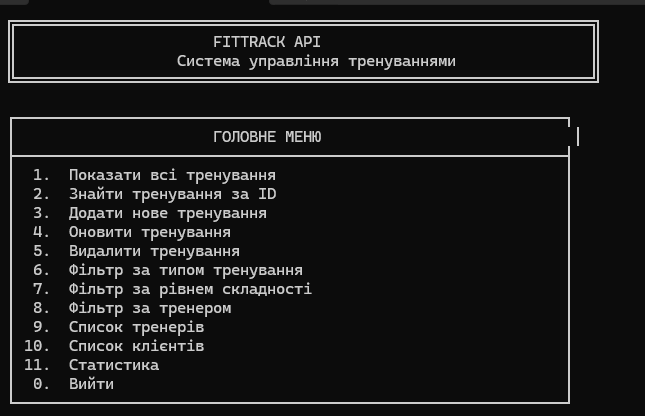 FITTRACK API
Система управління тренуваннями
ГОЛОВНЕ МЕНЮ
1. Показати всі тренування
2. Знайти тренування за ID
3. Додати нове тренування
4. Оновити тренування
5. Видалити тренування
6. Фільтр за типом тренування
7. Фільтр за рівнем складності
8. Фільтр за тренером
9. Список тренерів
10. Список клієнтів
11. Статистика
0. Вийти